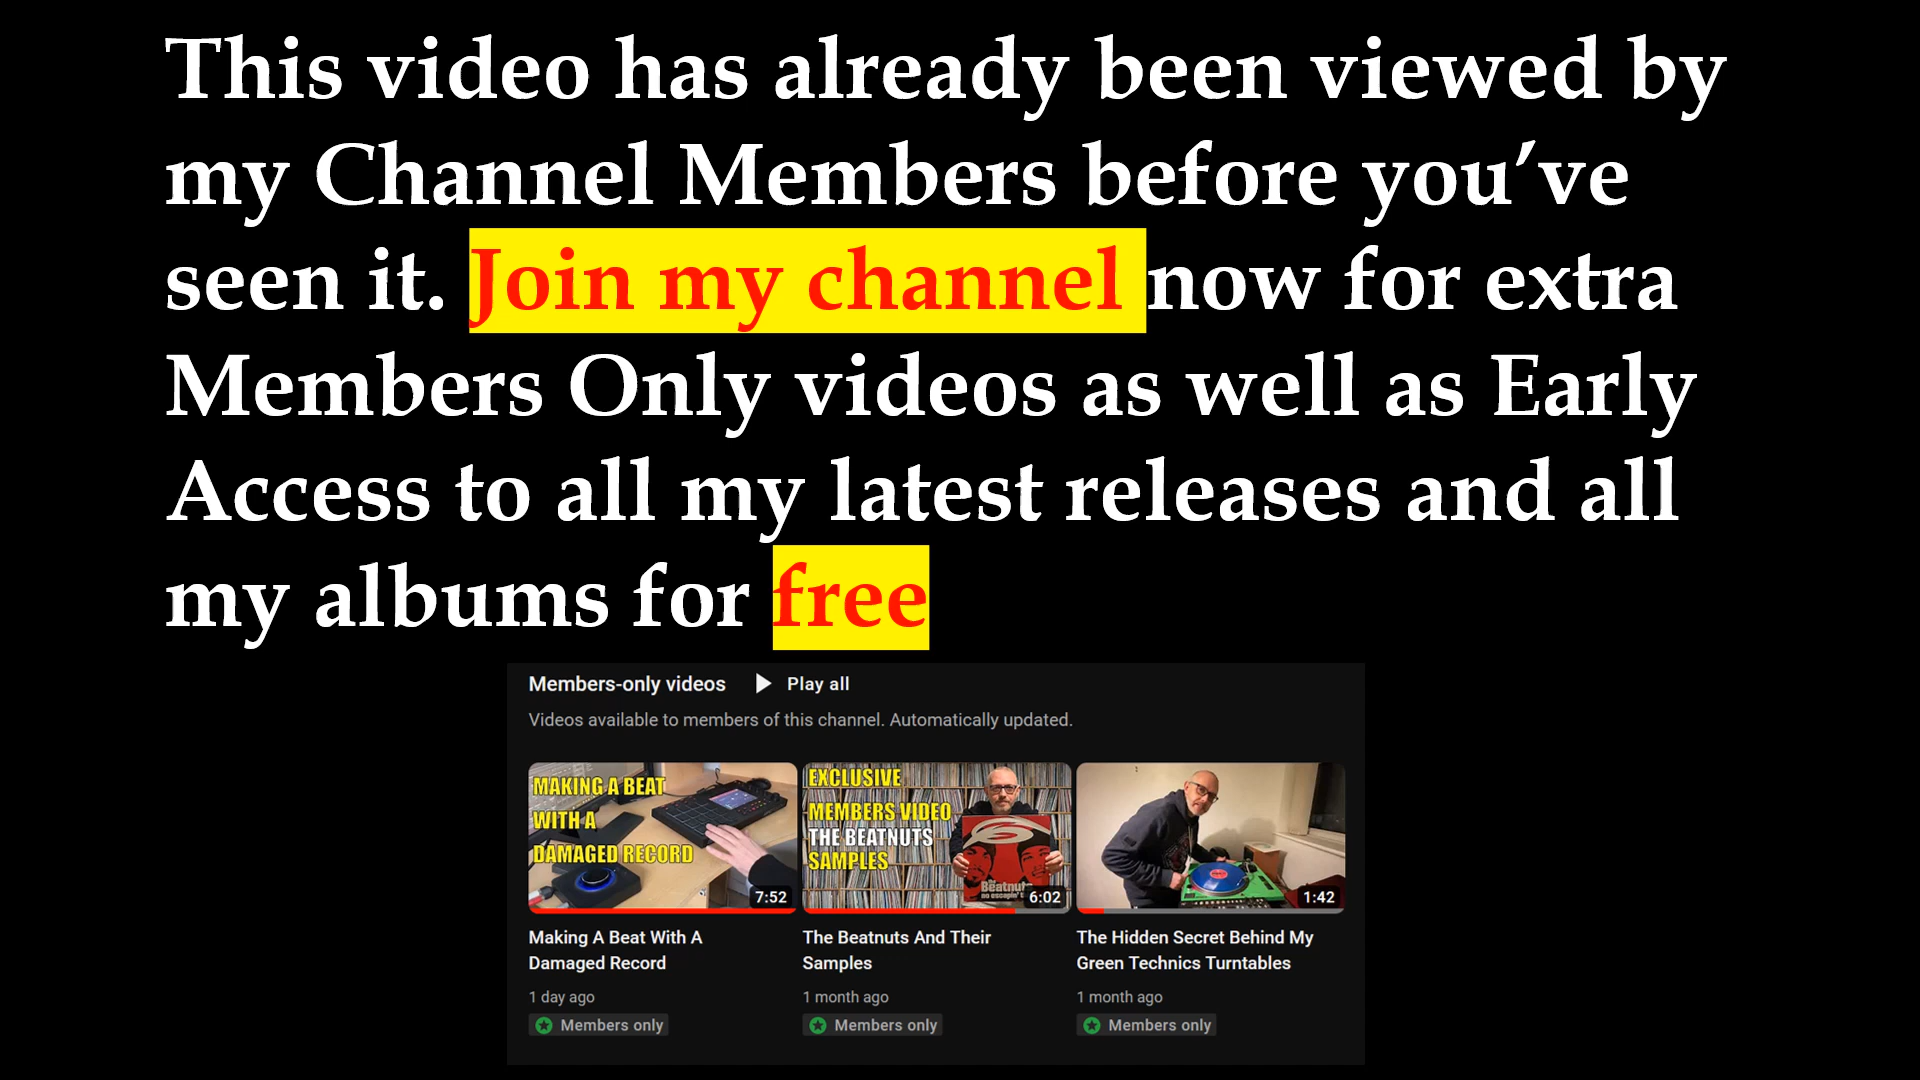 This video has already been viewed by
my Channel Members before you’ve
seen it. Join my channel now for extra
Members Only videos as well as Early
Access to all my latest releases and all
my albums for free
Members-only videos Play all
Videos available to members of this channel. Automatically updated.
MAKING A BEAT
WITH A
DAMAGED RECORD
7:52
EXCLUSIVE
MEMBERS VIDEO
THE BEATNUTS
SAMPLES
Beatnuts
6:02
1:42
Making A Beat With A
Damaged Record
1 day ago
Members only
The Beatnuts And Their
Samples
1 month ago
Members only
The Hidden Secret Behind My
Green Technics Turntables
1 month ago
Members only